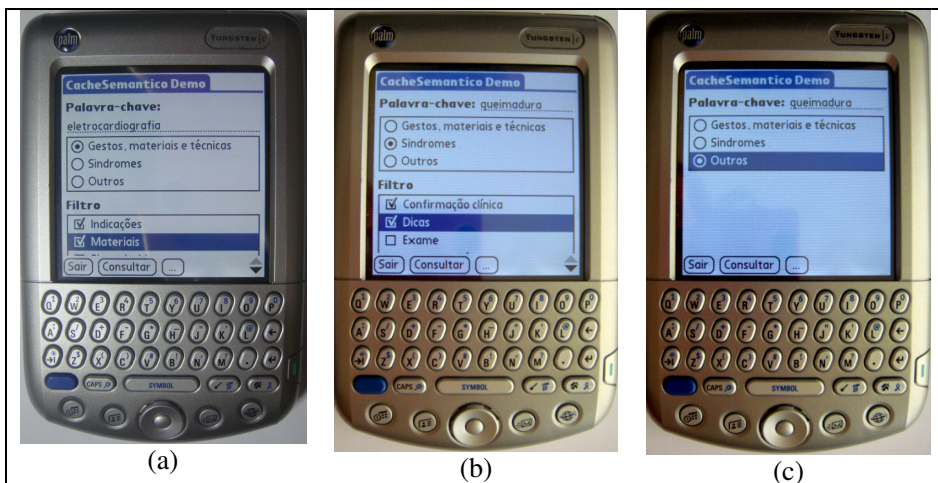 palm
TUNGSTEN C
CacheSemantico Demo
Palavra-chave:
eletrocardiografia
Gestos, materiais e técnicas
Sindromes
Outros
Filtro
Indicações
Materiais
Sair Consultar ...
Q W E R T Y U I O P
A S D F G H J K L
Z X C V B N M .
CAPS SYMBOL
(a)
palm
TUNGSTEN C
CacheSemantico Demo
Palavra-chave: queimadura
Gestos, materiais e técnicas
Sindromes
Outros
Filtro
Confirmação clínica
Dicas
Exame
Sair Consultar ...
Q W E R T Y U I O P
A S D F G H J K L
Z X C V B N M .
CAPS SYMBOL
(b)
palm
TUNGSTEN C
CacheSemantico Demo
Palavra-chave: queimadura
Gestos, materiais e técnicas
Sindromes
Outros
Sair Consultar ...
Q W E R T Y U I O P
A S D F G H J K L
Z X C V B N M .
CAPS SYMBOL
(c)